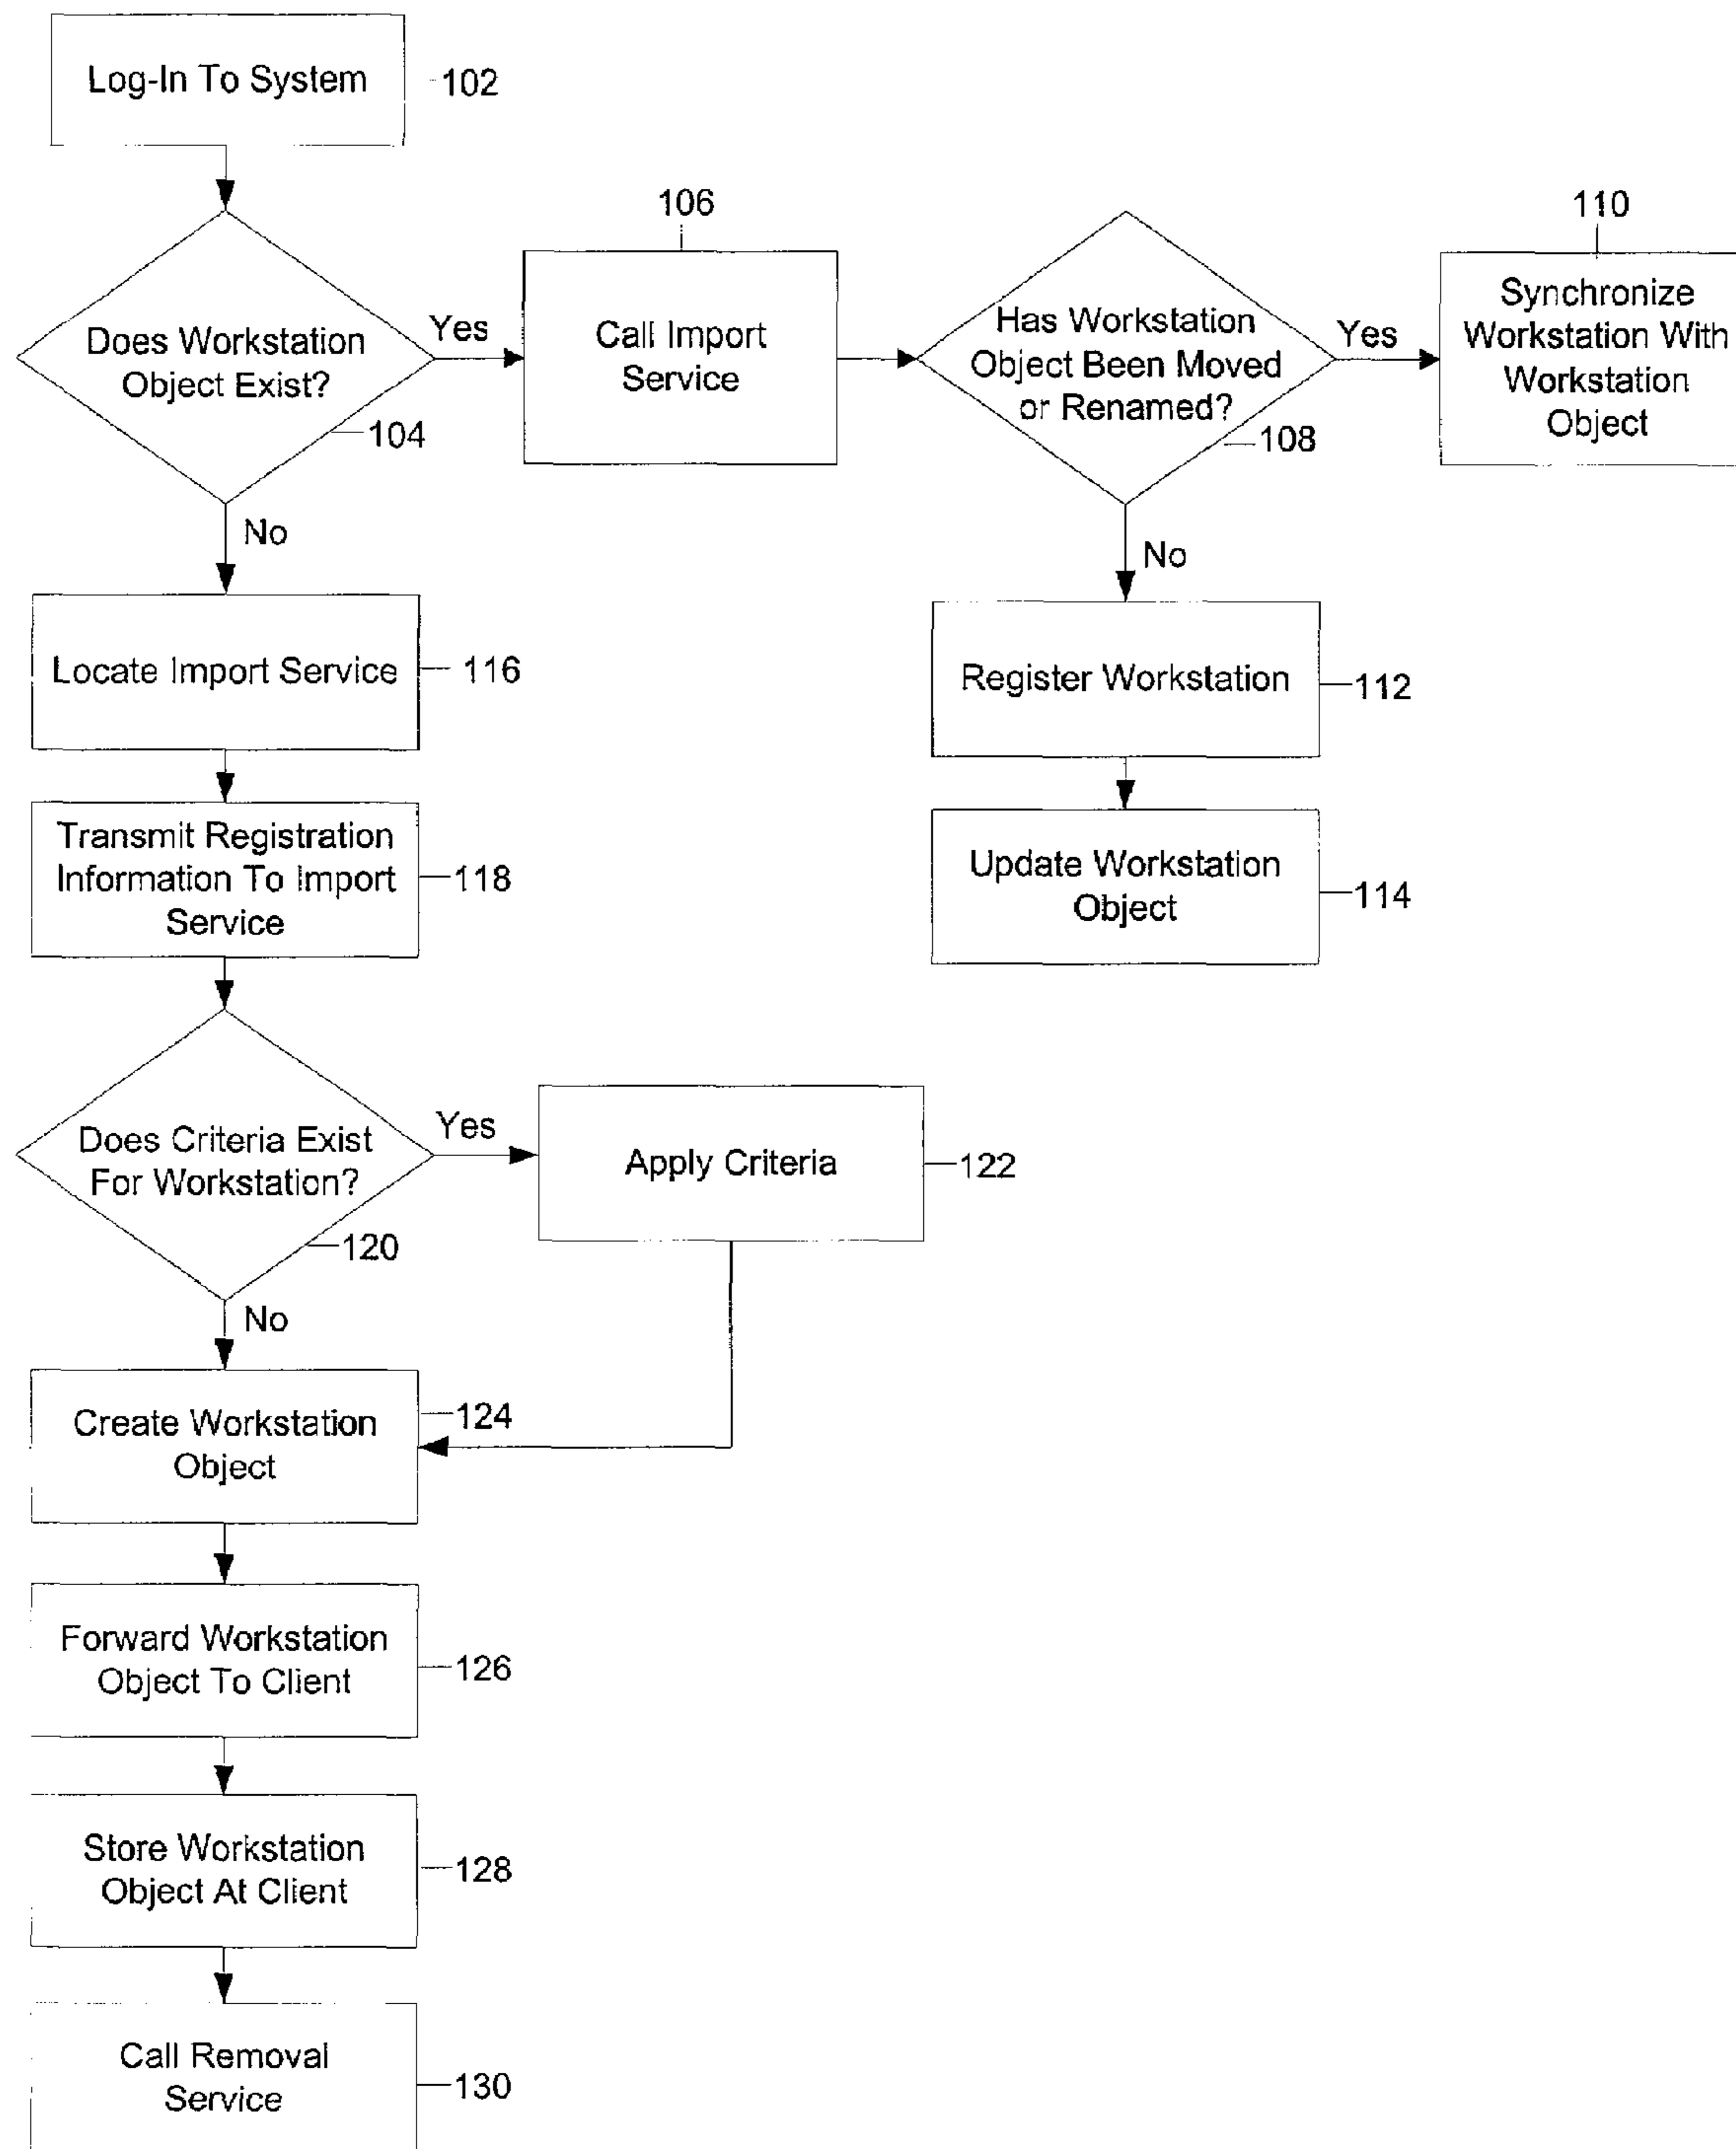 Log-In To System
102
Does Workstation
Object Exist?
104
Yes
No
106
Call Import
Service
Has Workstation
Object Been Moved
or Renamed?
108
Yes
No
110
Synchronize
Workstation With
Workstation
Object
Register Workstation
112
Update Workstation
Object
114
Locate Import Service
116
Transmit Registration
Information To Import
Service
118
Does Criteria Exist
For Workstation?
120
Yes
No
Apply Criteria
122
Create Workstation
Object
124
Forward Workstation
Object To Client
126
Store Workstation
Object At Client
128
Call Removal
Service
130